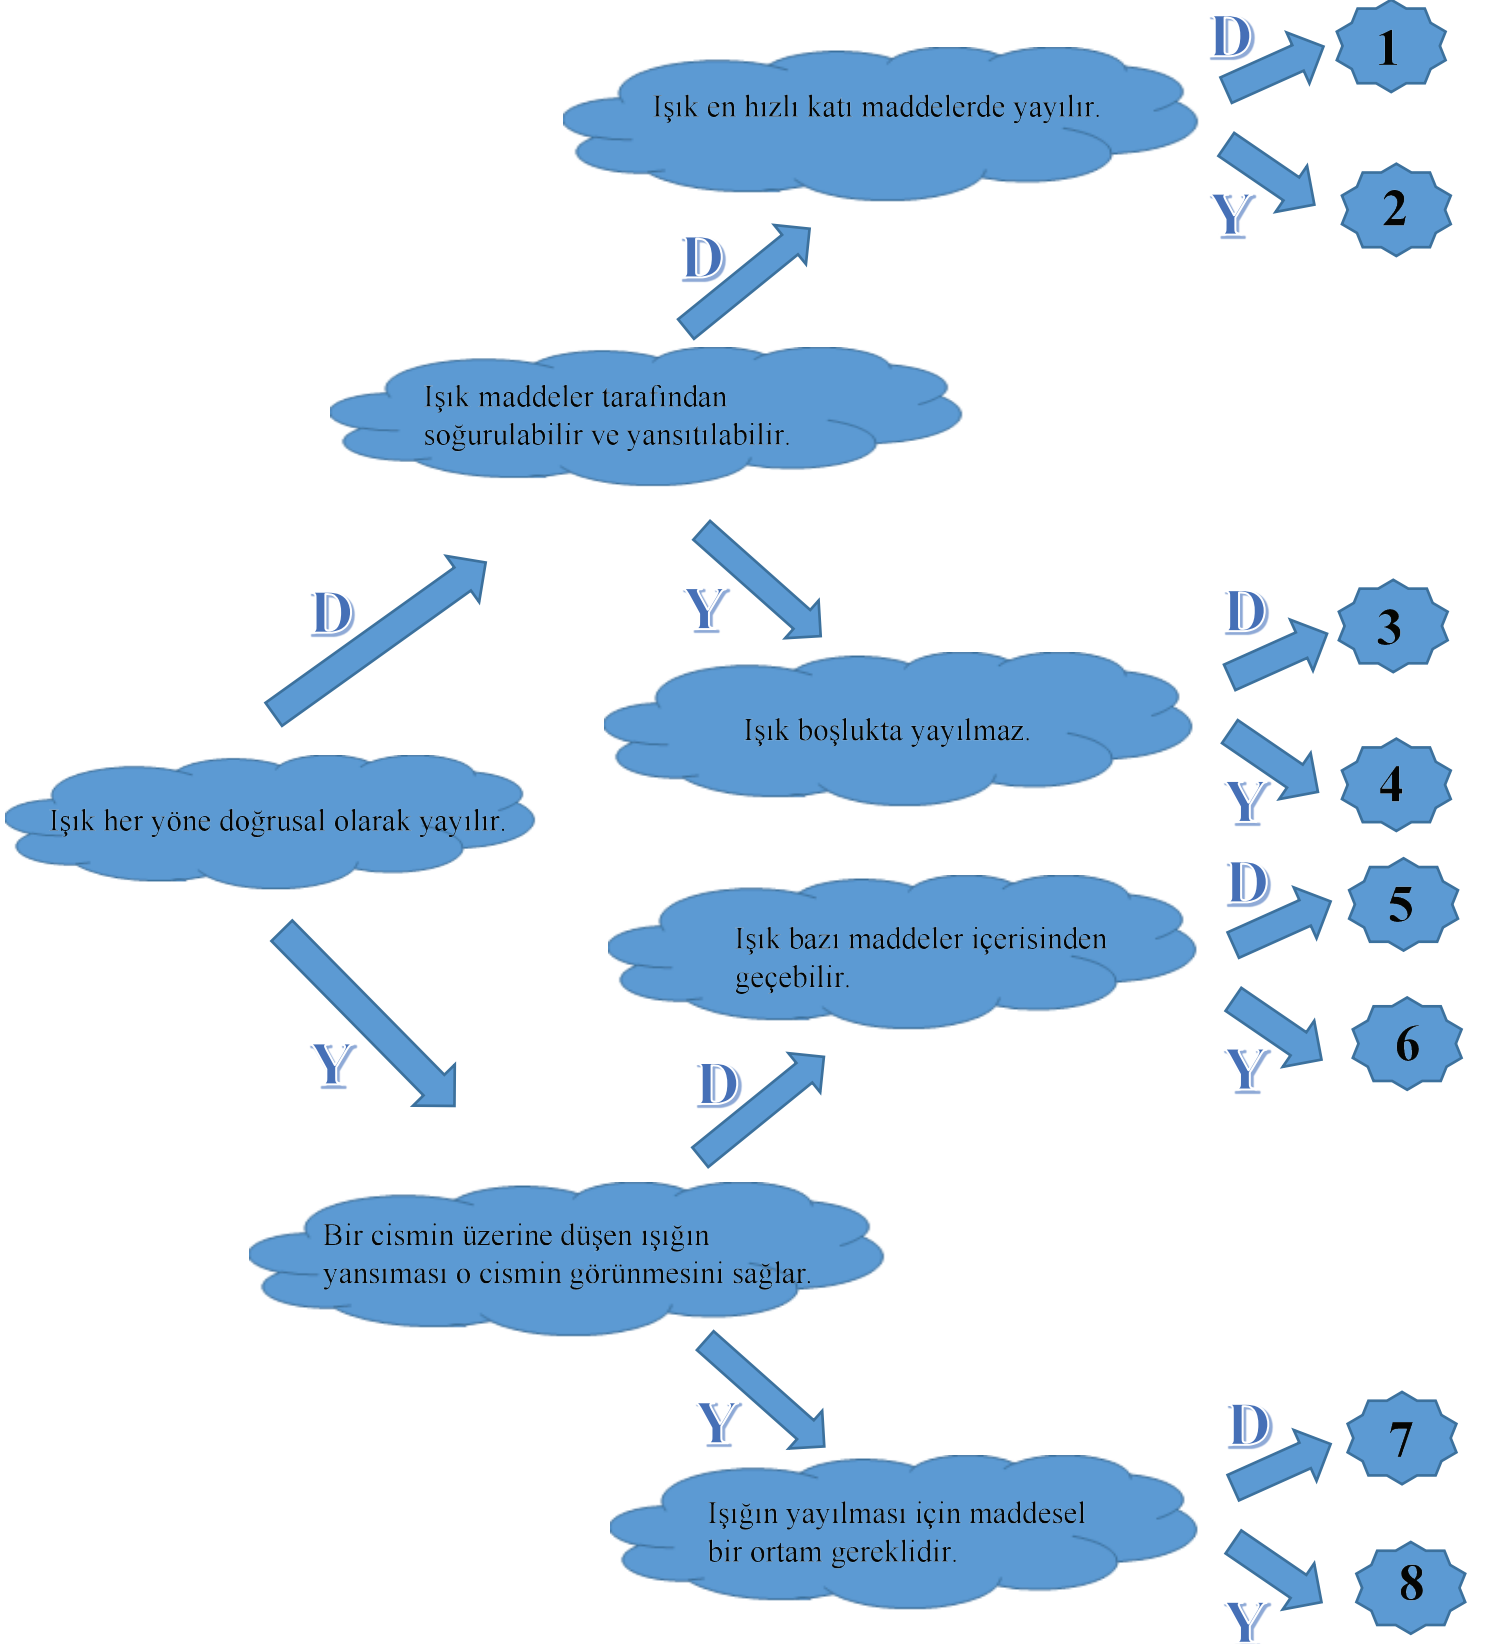 D
1
Işık en hızlı katı maddelerde yayılır.
Y
2
D
Işık maddeler tarafından
soğurulabilir ve yansıtılabilir.
D
Y
D
3
Işık boşlukta yayılmaz.
Y
4
Işık her yöne doğrusal olarak yayılır.
D
5
Işık bazı maddeler içerisinden
geçebilir.
Y
6
Y
D
Bir cismin üzerine düşen ışığın
yansıması o cismin görünmesini sağlar.
Y
D
7
Işığın yayılması için maddesel
bir ortam gereklidir.
Y
8